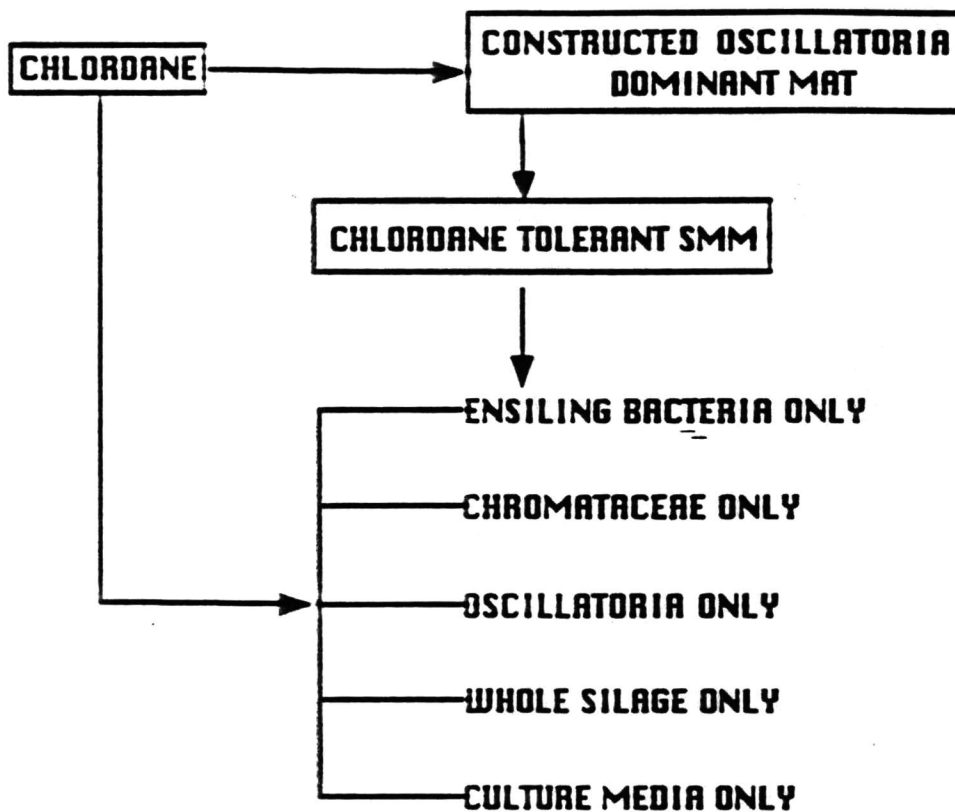 CHLORDANE
CONSTRUCTED OSCILLATORIA
DOMINANT MAT
CHLORDANE TOLERANT SMM
ENSILING BACTERIA ONLY
CHROMATACEAE ONLY
OSCILLATORIA ONLY
WHOLE SILAGE ONLY
CULTURE MEDIA ONLY